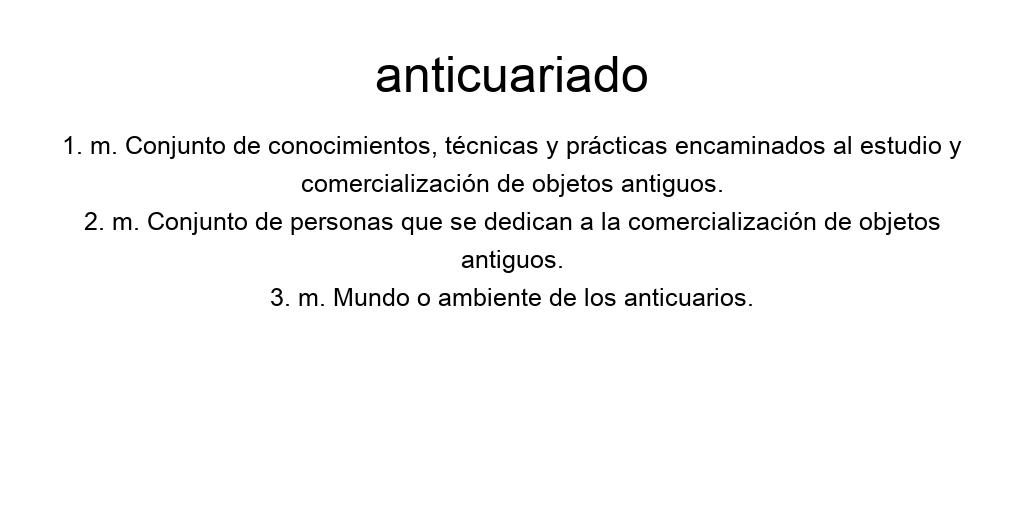 anticuariado
1. m. Conjunto de conocimientos, técnicas y prácticas encaminados al estudio y
comercialización de objetos antiguos.
2. m. Conjunto de personas que se dedican a la comercialización de objetos
antiguos.
3. m. Mundo o ambiente de los anticuarios.